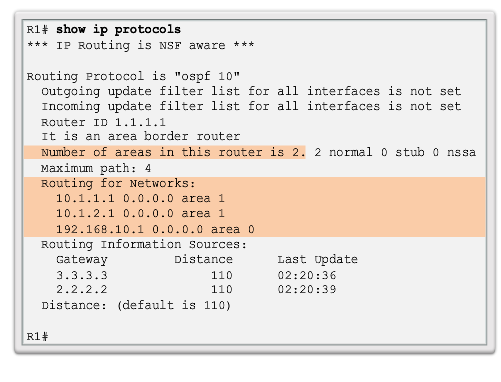 R1# show ip protocols
*** IP Routing is NSF aware ***
Routing Protocol is "ospf 10"
Outgoing update filter list for all interfaces is not set
Incoming update filter list for all interfaces is not set
Router ID 1.1.1.1
It is an area border router
Number of areas in this router is 2. 2 normal 0 stub 0 nssa
Maximum path: 4
Routing for Networks:
10.1.1.1 0.0.0.0 area 1
10.1.2.1 0.0.0.0 area 1
192.168.10.1 0.0.0.0 area 0
Routing Information Sources:
Gateway Distance Last Update
3.3.3.3 110 02:20:36
2.2.2.2 110 02:20:39
Distance: (default is 110)
R1#